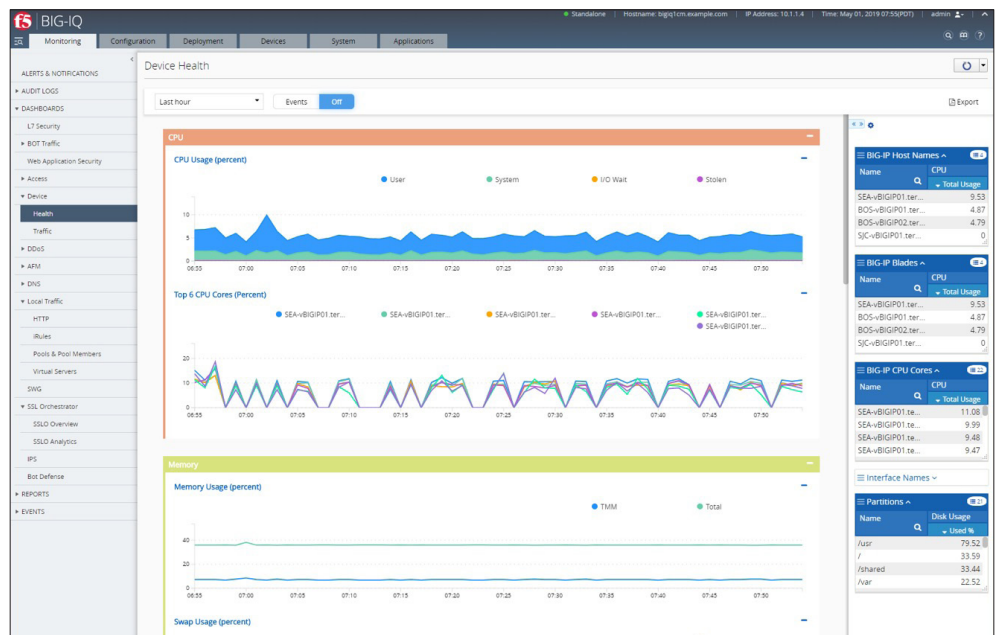 f5 BIG-IQ
Standalone Hostname: bigiq1cm.example.com IP Address: 10.1.1.4 Time: May 01, 2019 07:55(PDT) admin
Monitoring Configuration Deployment Devices System Applications
ALERTS & NOTIFICATIONS
AUDIT LOGS
DASHBOARDS
L7 Security
BOT Traffic
Web Application Security
Access
Device
Health
Traffic
DDoS
AFM
DNS
Local Traffic
HTTP
iRules
Pools & Pool Members
Virtual Servers
SWG
SSL Orchestrator
SSLO Overview
SSLO Analytics
IPS
Bot Defense
REPORTS
EVENTS
Device Health
Last hour Events Off Export
CPU
CPU Usage (percent)
User System I/O Wait Stolen
10
5
0
06:55 07:00 07:05 07:10 07:15 07:20 07:25 07:30 07:35 07:40 07:45 07:50
Top 6 CPU Cores (Percent)
SEA-vBIGIP01.ter... SEA-vBIGIP01.ter... SEA-vBIGIP01.ter... SEA-vBIGIP01.ter... SEA-vBIGIP01.ter...
SEA-vBIGIP01.ter...
20
10
0
06:55 07:00 07:05 07:10 07:15 07:20 07:25 07:30 07:35 07:40 07:45 07:50
Memory
Memory Usage (percent)
TMM Total
40
20
0
06:55 07:00 07:05 07:10 07:15 07:20 07:25 07:30 07:35 07:40 07:45 07:50
Swap Usage (percent)
BIG-IP Host Names 4
Name CPU
Total Usage
SEA-vBIGIP01.ter... 9.53
BOS-vBIGIP01.ter... 4.87
BOS-vBIGIP02.ter... 4.79
SJC-vBIGIP01.ter... 0
BIG-IP Blades 4
Name CPU
Total Usage
SEA-vBIGIP01.ter... 9.53
BOS-vBIGIP01.ter... 4.87
BOS-vBIGIP02.ter... 4.79
SJC-vBIGIP01.ter... 0
BIG-IP CPU Cores 22
Name CPU
Total Usage
SEA-vBIGIP01.te... 11.08
SEA-vBIGIP01.te... 9.99
SEA-vBIGIP01.te... 9.48
SEA-vBIGIP01.te... 9.47
Interface Names
Partitions 21
Name Disk Usage
Used %
/usr 79.52
/ 33.59
/shared 33.44
/var 22.52